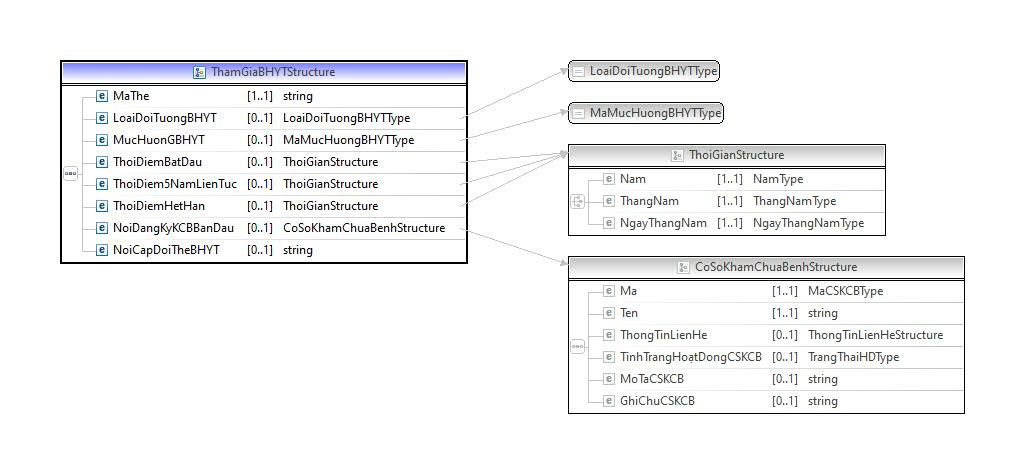 ThamGiaBHYTStructure
MaThe [1..1] string
LoaiDoiTuongBHYT [0..1] LoaiDoiTuongBHYTType
MucHuonGBHYT [0..1] MaMucHuongBHYTType
ThoiDiemBatDau [0..1] ThoiGianStructure
ThoiDiem5NamLienTuc [0..1] ThoiGianStructure
ThoiDiemHetHan [0..1] ThoiGianStructure
NoiDangKyKCBBanDau [0..1] CoSoKhamChuaBenhStructure
NoiCapDoiTheBHYT [0..1] string
LoaiDoiTuongBHYTType
MaMucHuongBHYTType
ThoiGianStructure
Nam [1..1] NamType
ThangNam [1..1] ThangNamType
NgayThangNam [1..1] NgayThangNamType
CoSoKhamChuaBenhStructure
Ma [1..1] MaCSKCBType
Ten [1..1] string
ThongTinLienHe [0..1] ThongTinLienHeStructure
TinhTrangHoatDongCSKCB [0..1] TrangThaiHDType
MoTaCSKCB [0..1] string
GhiChuCSKCB [0..1] string